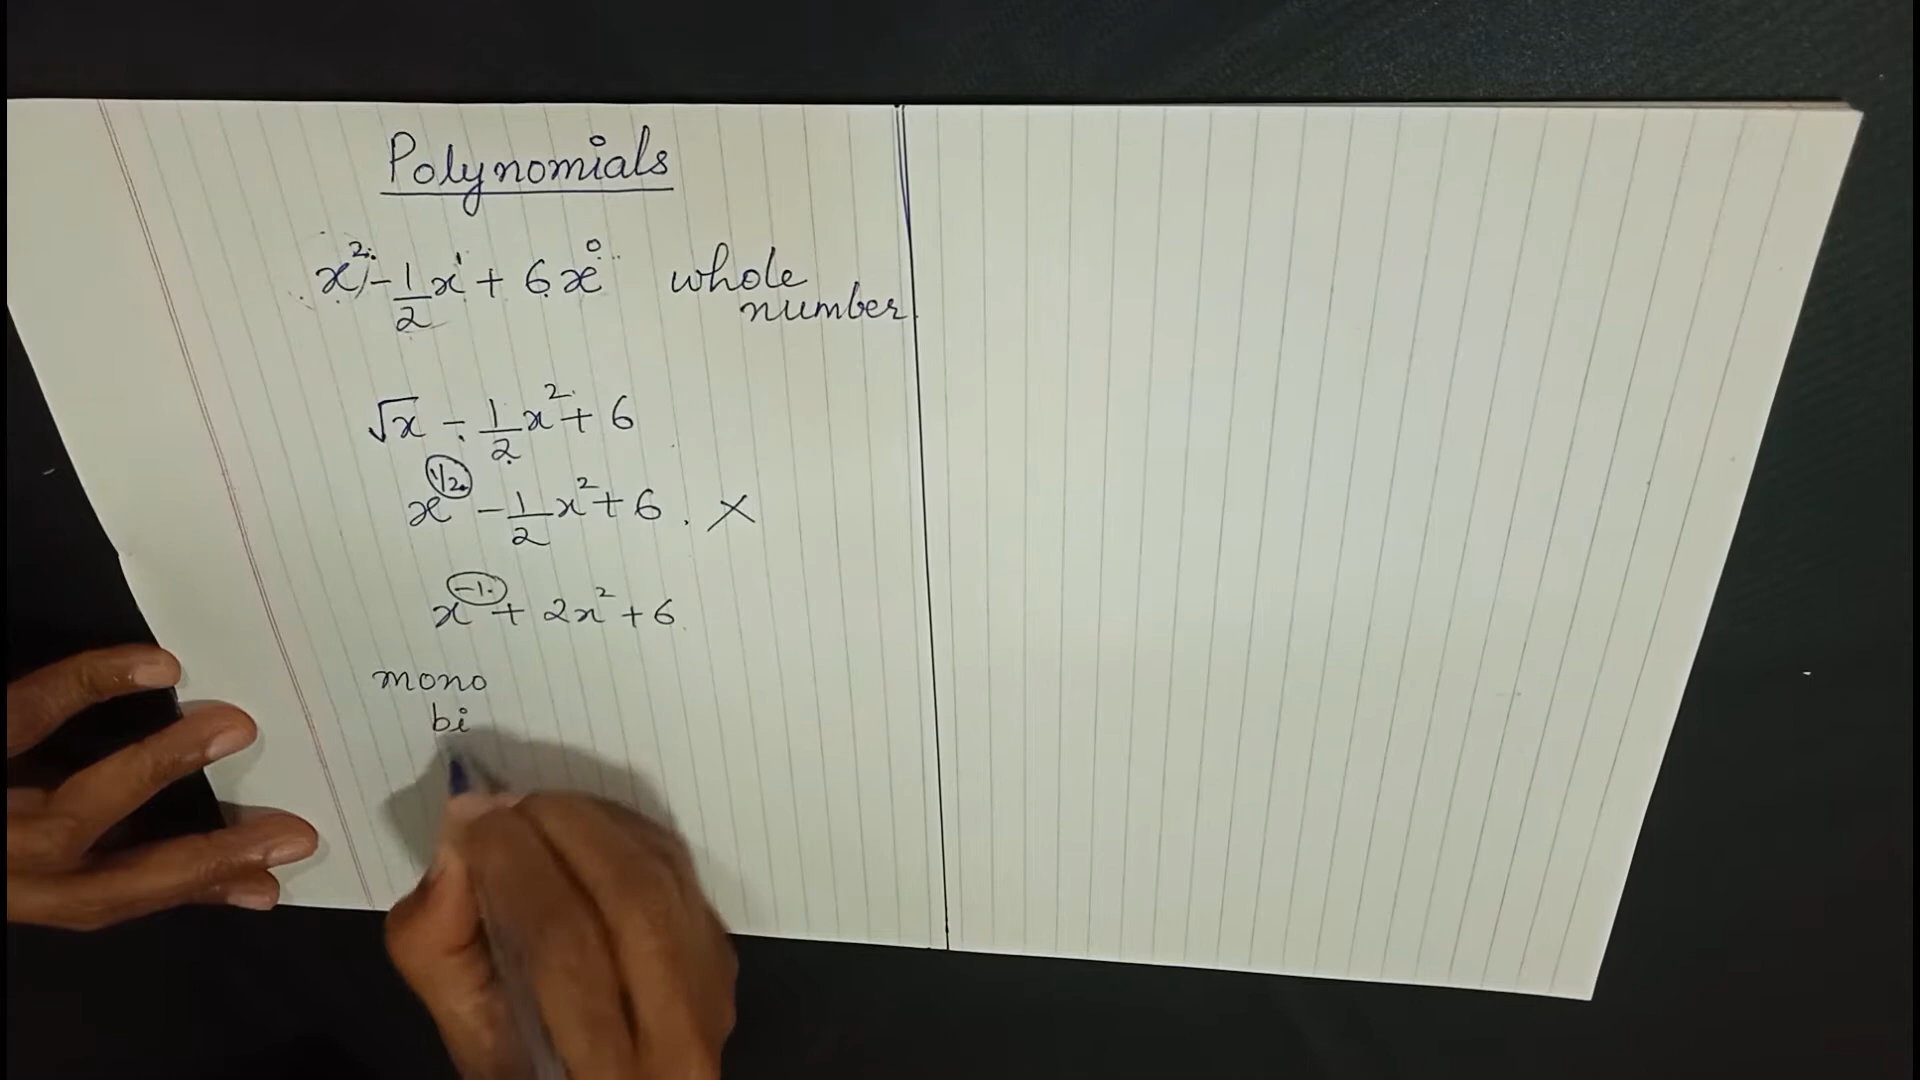 Polynomials
x² - 1/2 x¹ + 6x⁰ whole
number
√x - 1/2 x² + 6
x^1/2 - 1/2 x² + 6. ×
x^-1 + 2x² + 6
mono
bi